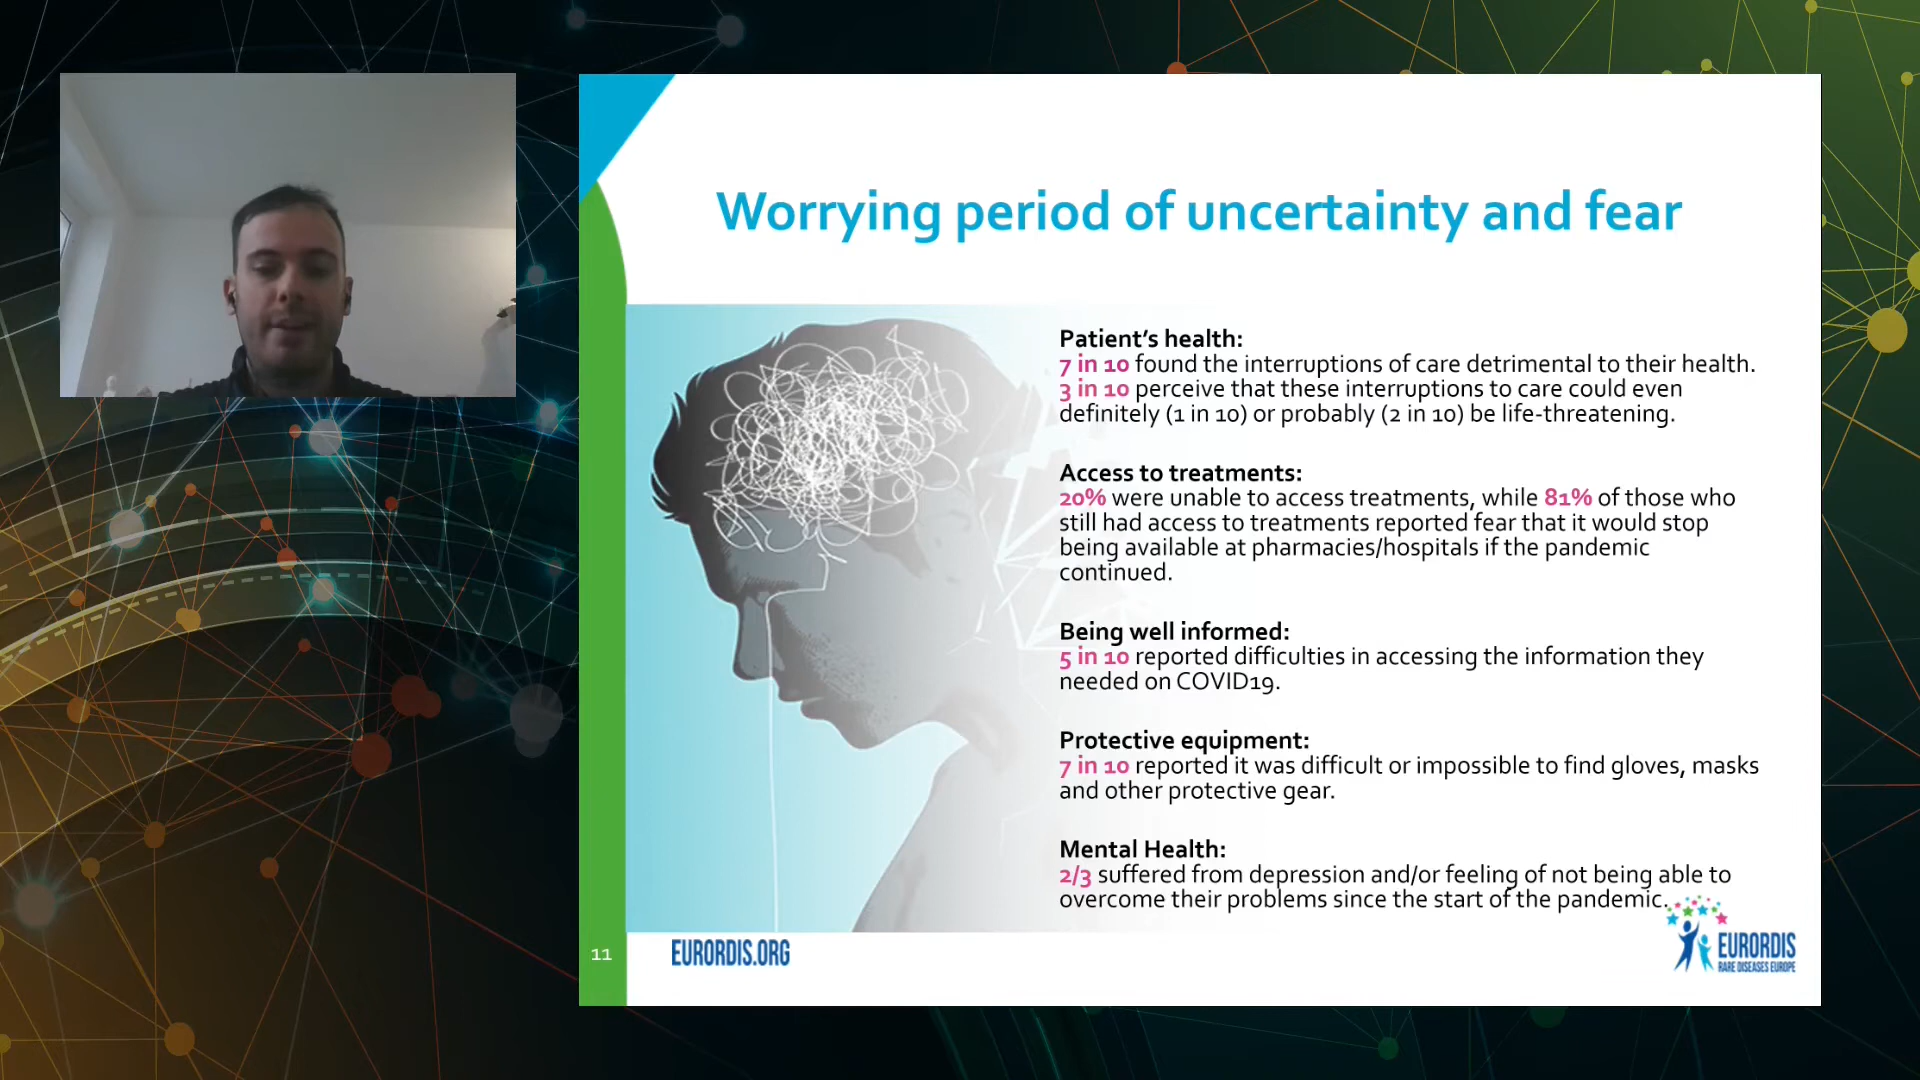 Worrying period of uncertainty and fear
Patient’s health:
7 in 10 found the interruptions of care detrimental to their health.
3 in 10 perceive that these interruptions to care could even
definitely (1 in 10) or probably (2 in 10) be life-threatening.
Access to treatments:
20% were unable to access treatments, while 81% of those who
still had access to treatments reported fear that it would stop
being available at pharmacies/hospitals if the pandemic
continued.
Being well informed:
5 in 10 reported difficulties in accessing the information they
needed on COVID19.
Protective equipment:
7 in 10 reported it was difficult or impossible to find gloves, masks
and other protective gear.
Mental Health:
2/3 suffered from depression and/or feeling of not being able to
overcome their problems since the start of the pandemic.
11
EURORDIS.ORG
EURORDIS
RARE DISEASES EUROPE